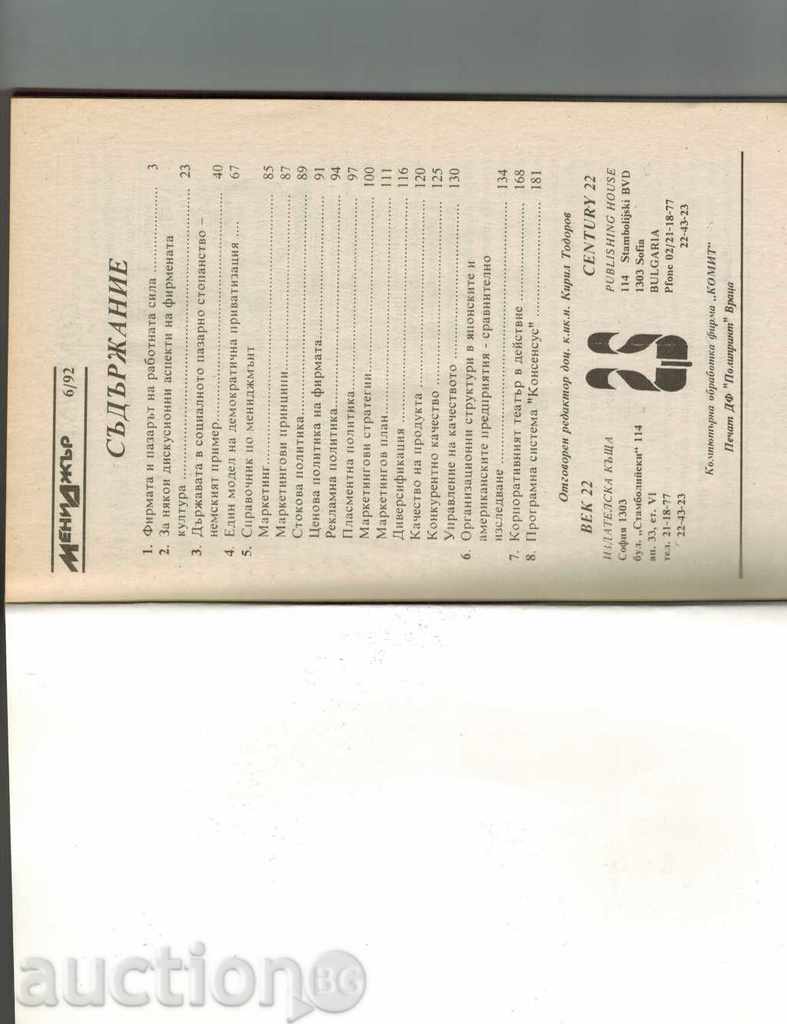 МЕНИДЖЪР 6/92
СЪДЪРЖАНИЕ
1. Фирмата и пазарът на работната сила ..................... 3
2. За някои дискусионни аспекти на фирмената
култура ..................... 23
3. Държавата в социалното пазарно стопанство –
немският пример..................... 40
4. Един модел на демократична приватизация .... 67
5. Справочник по мениджмънт
Маркетинг..................... 85
Маркетингови принципи..................... 87
Стокова политика..................... 89
Ценова политика на фирмата..................... 91
Рекламна политика..................... 94
Пласментна политика..................... 97
Маркетингови стратегии..................... 100
Маркетингов план..................... 111
Диверсификация ..................... 116
Качество на продукта ..................... 120
Конкурентно качество ..................... 125
Управление на качеството ..................... 130
6. Организационни структури в японските и
американските предприятия - сравнително
изследване ..................... 134
7. Корпоративният театър в действие ..................... 168
8. Програмна система "Консенсус" ..................... 181
Отговорен редактор доц. к.ик.н. Кирил Тодоров
ВЕК 22
ИЗДАТЕЛСКА КЪЩА
София 1303
бул. „Стамболийски" 114
ап. 33, ет. VI
тел. 21-18-77
22-43-23
CENTURY 22
PUBLISHING HOUSE
114 Stambolijski BVD
1303 Sofia
BULGARIA
Pfone 02/21-18-77
22-43-23
Компютърна обработка фирма „КОМИТ"
Печат ДФ "Полипринт" Враца
aukcion.BG